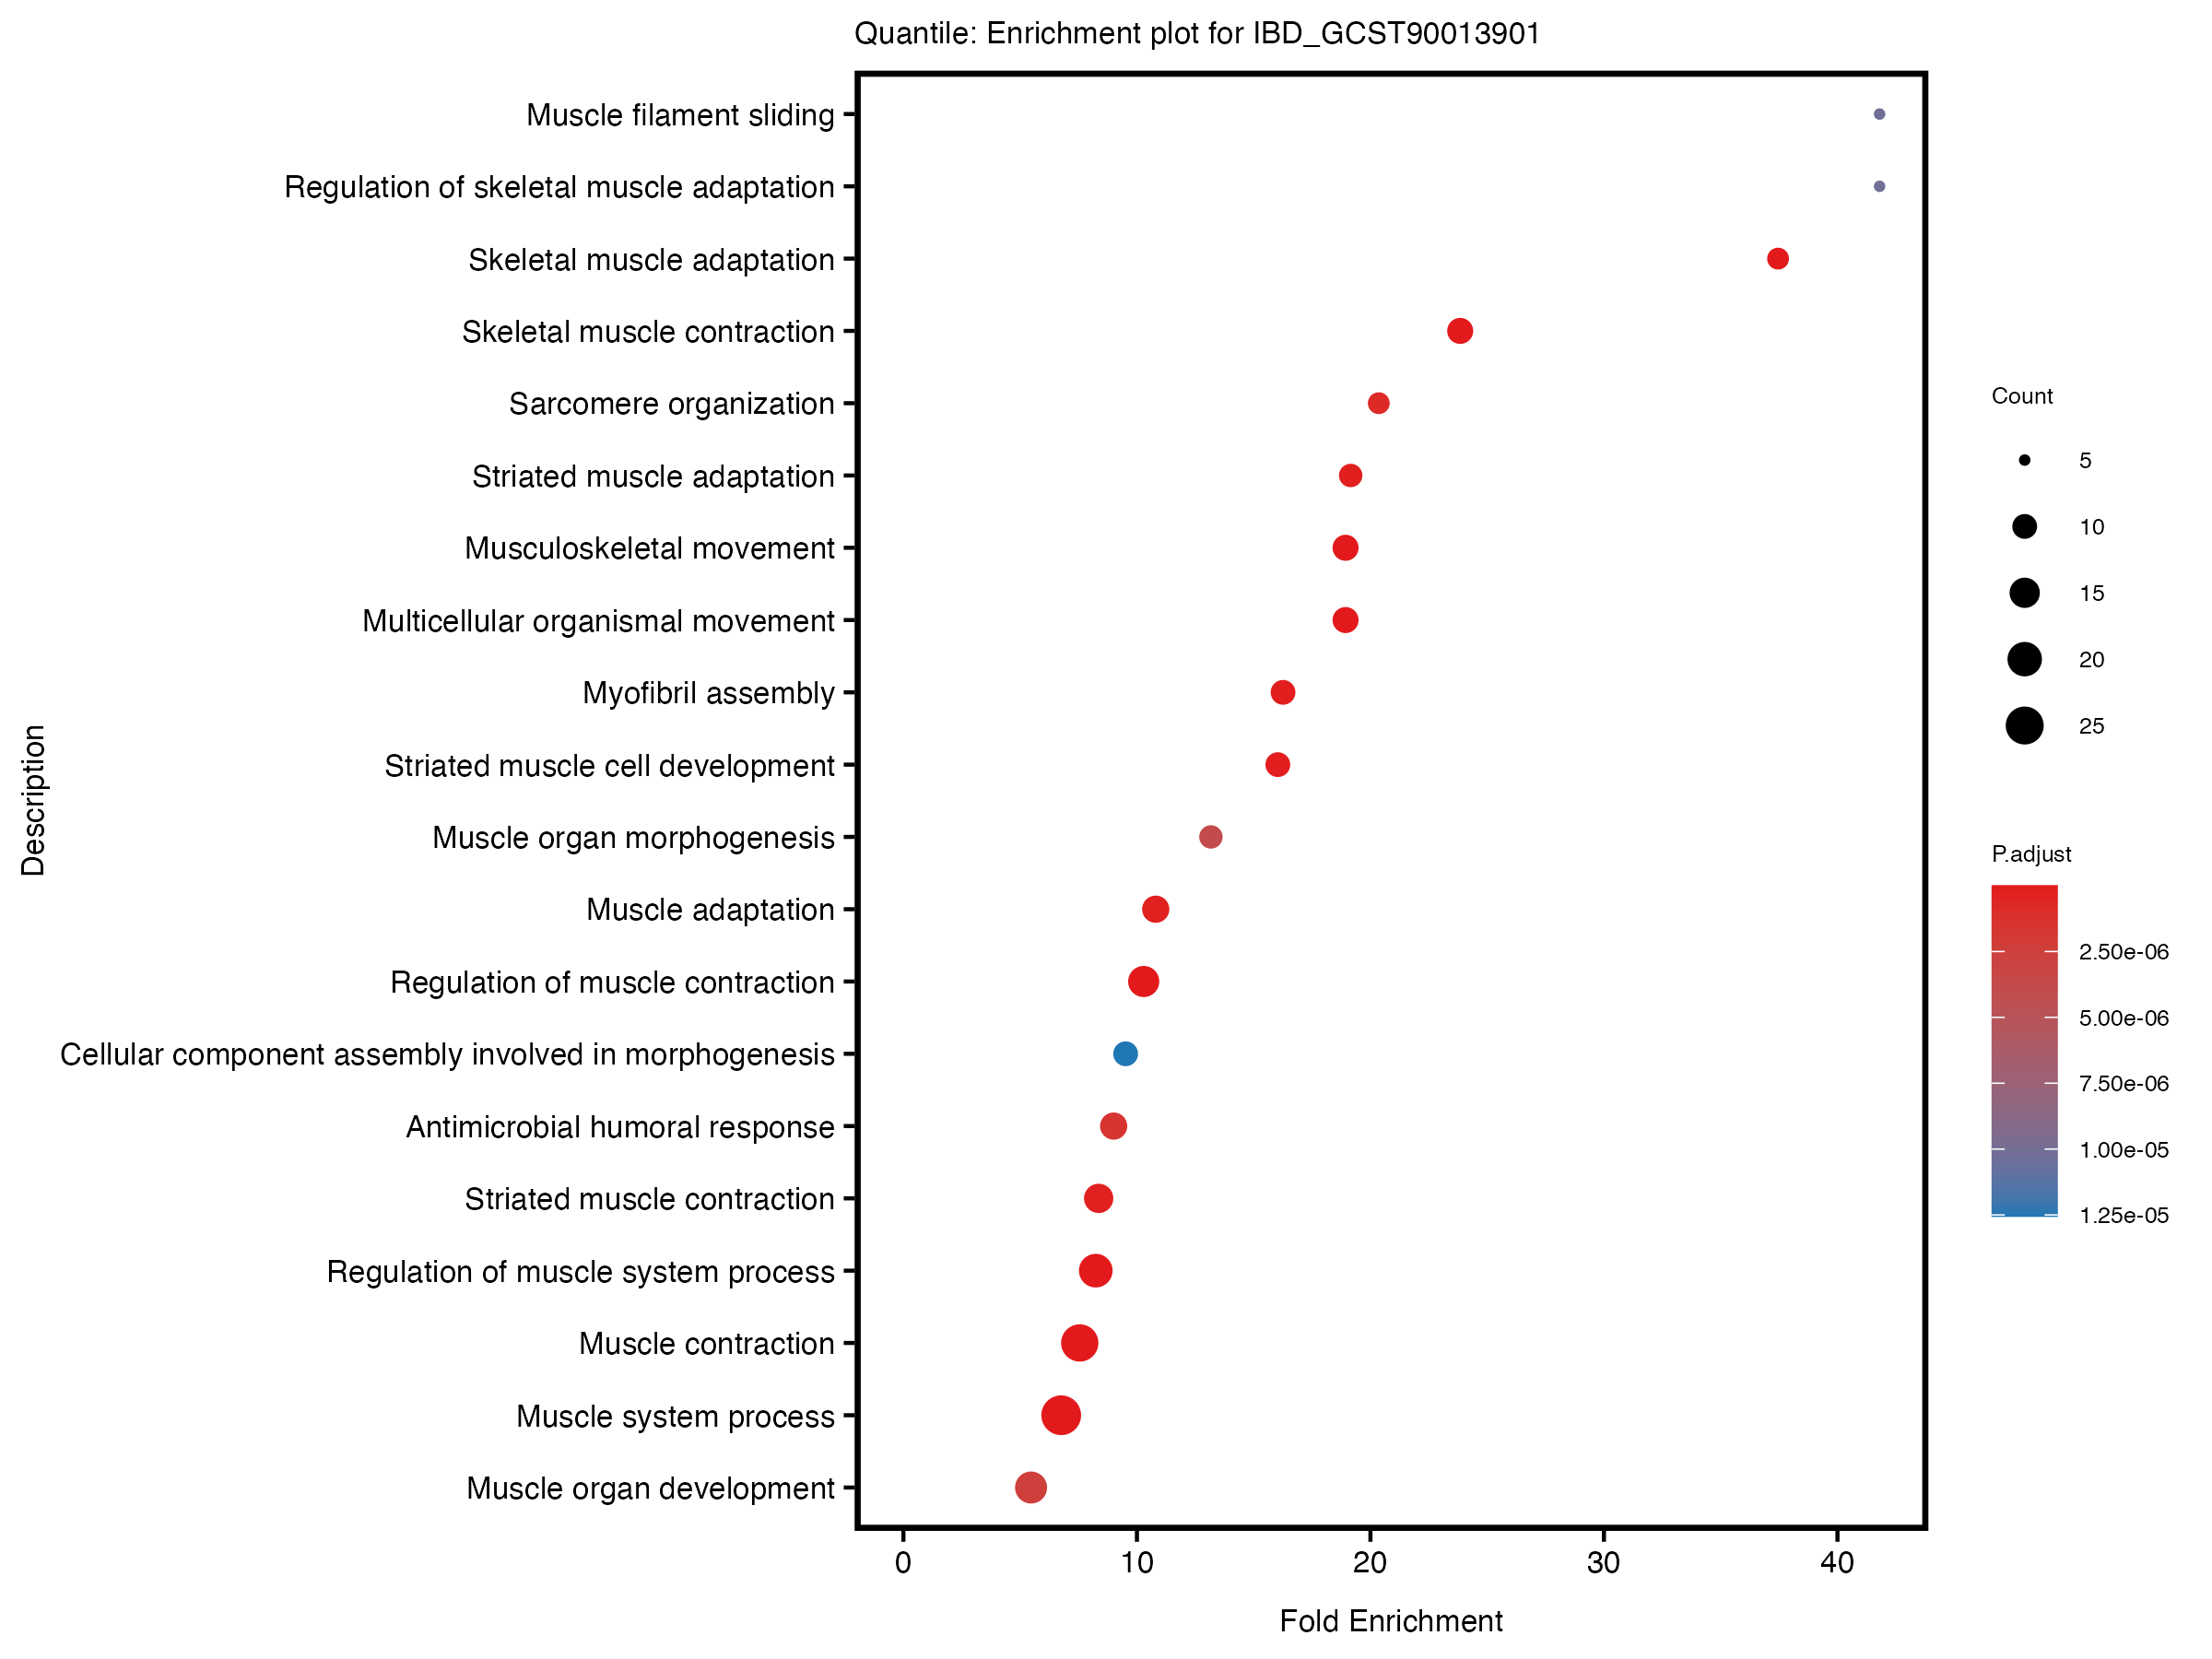 Quantile: Enrichment plot for IBD_GCST90013901
Muscle filament sliding
Regulation of skeletal muscle adaptation
Skeletal muscle adaptation
Skeletal muscle contraction
Sarcomere organization
Striated muscle adaptation
Musculoskeletal movement
Multicellular organismal movement
Myofibril assembly
Striated muscle cell development
Muscle organ morphogenesis
Muscle adaptation
Regulation of muscle contraction
Cellular component assembly involved in morphogenesis
Antimicrobial humoral response
Striated muscle contraction
Regulation of muscle system process
Muscle contraction
Muscle system process
Muscle organ development
Description
0 10 20 30 40
Fold Enrichment
Count
5
10
15
20
25
P.adjust
2.50e-06
5.00e-06
7.50e-06
1.00e-05
1.25e-05